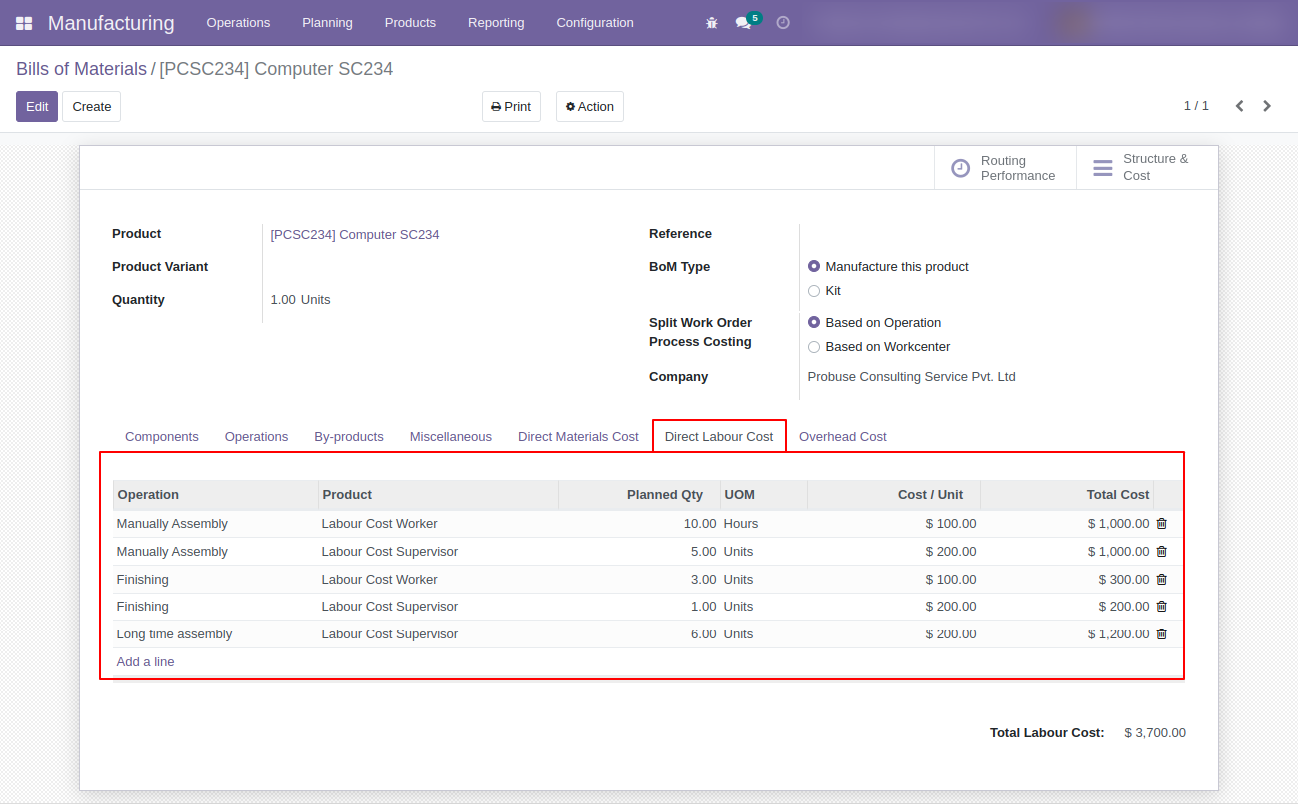 Manufacturing Operations Planning Products Reporting Configuration 5
Bills of Materials / [PCSC234] Computer SC234
Edit Create Print Action 1 / 1
Routing Performance
Structure & Cost
Product [PCSC234] Computer SC234
Product Variant
Quantity 1.00 Units
Reference
BoM Type Manufacture this product
Kit
Split Work Order Based on Operation
Process Costing Based on Workcenter
Company Probuse Consulting Service Pvt. Ltd
Components Operations By-products Miscellaneous Direct Materials Cost Direct Labour Cost Overhead Cost
Operation Product Planned Qty UOM Cost / Unit Total Cost
Manually Assembly Labour Cost Worker 10.00 Hours $ 100.00 $ 1,000.00
Manually Assembly Labour Cost Supervisor 5.00 Units $ 200.00 $ 1,000.00
Finishing Labour Cost Worker 3.00 Units $ 100.00 $ 300.00
Finishing Labour Cost Supervisor 1.00 Units $ 200.00 $ 200.00
Long time assembly Labour Cost Supervisor 6.00 Units $ 200.00 $ 1,200.00
Add a line
Total Labour Cost: $ 3,700.00